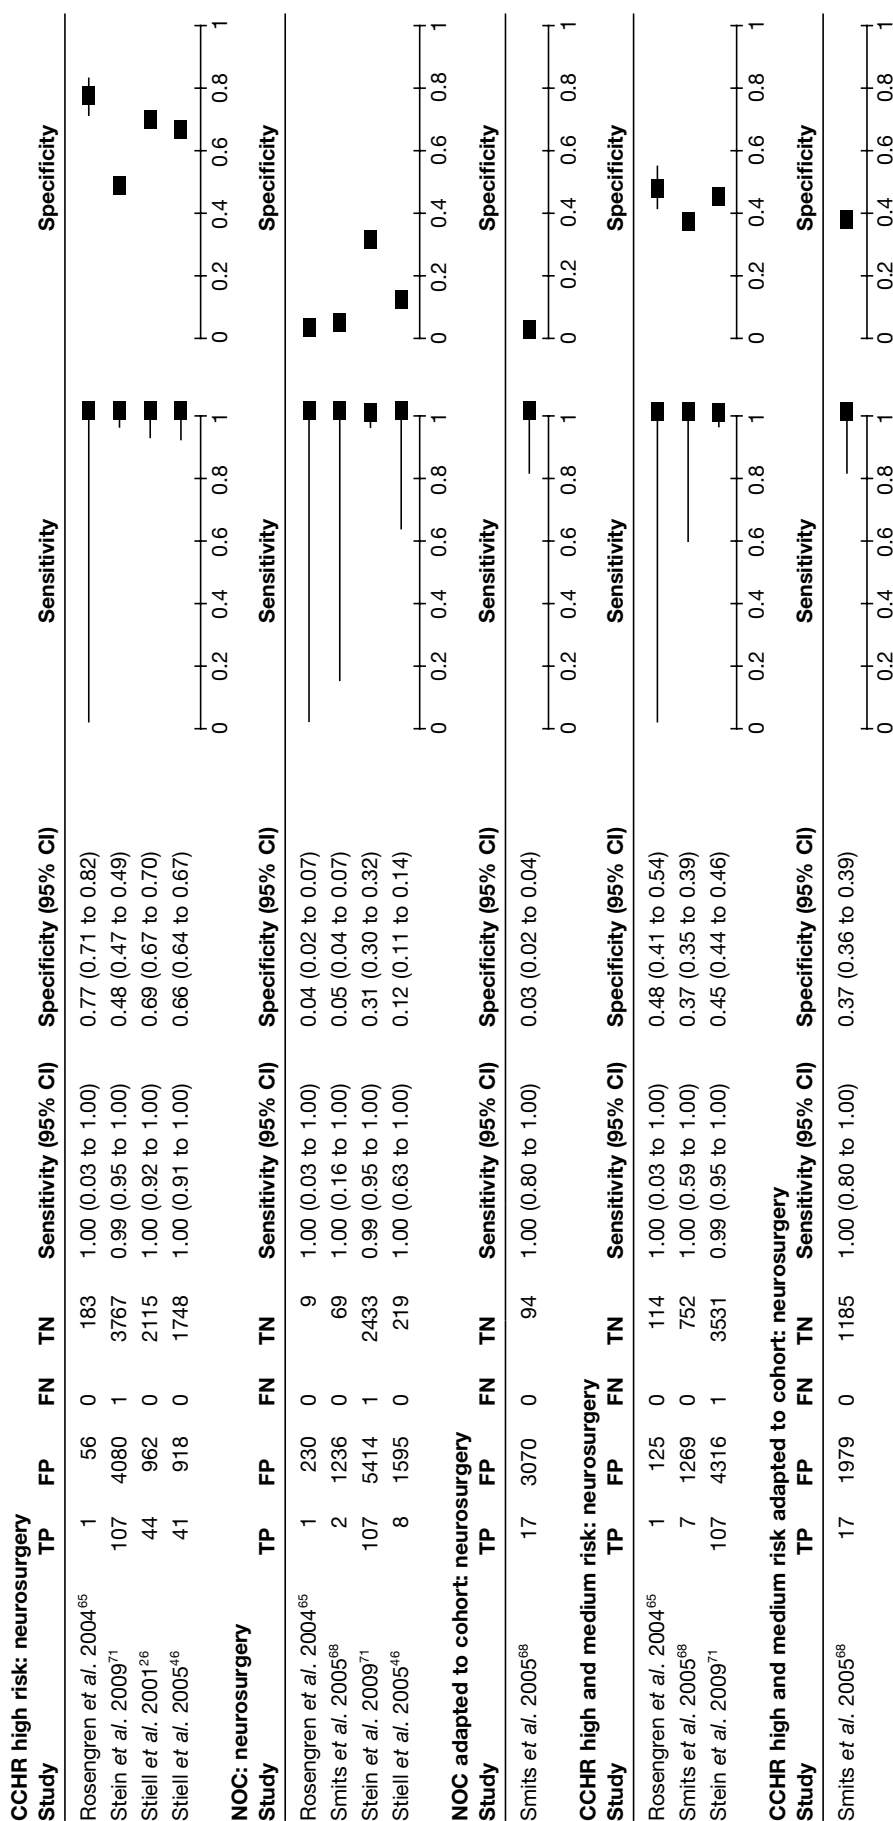 CCHR high risk: neurosurgery
Study TP FP FN TN Sensitivity (95% CI) Specificity (95% CI) Sensitivity Specificity
Rosengren et al. 2004⁶⁵ 1 56 0 183 1.00 (0.03 to 1.00) 0.77 (0.71 to 0.82)
Stein et al. 2009⁷¹ 107 4080 1 3767 0.99 (0.95 to 1.00) 0.48 (0.47 to 0.49)
Stiell et al. 2001²⁶ 44 962 0 2115 1.00 (0.92 to 1.00) 0.69 (0.67 to 0.70)
Stiell et al. 2005⁴⁶ 41 918 0 1748 1.00 (0.91 to 1.00) 0.66 (0.64 to 0.67)
0 0.2 0.4 0.6 0.8 1 0 0.2 0.4 0.6 0.8 1
NOC: neurosurgery
Study TP FP FN TN Sensitivity (95% CI) Specificity (95% CI) Sensitivity Specificity
Rosengren et al. 2004⁶⁵ 1 230 0 9 1.00 (0.03 to 1.00) 0.04 (0.02 to 0.07)
Smits et al. 2005⁶⁸ 2 1236 0 69 1.00 (0.16 to 1.00) 0.05 (0.04 to 0.07)
Stein et al. 2009⁷¹ 107 5414 1 2433 0.99 (0.95 to 1.00) 0.31 (0.30 to 0.32)
Stiell et al. 2005⁴⁶ 8 1595 0 219 1.00 (0.63 to 1.00) 0.12 (0.11 to 0.14)
0 0.2 0.4 0.6 0.8 1 0 0.2 0.4 0.6 0.8 1
NOC adapted to cohort: neurosurgery
Study TP FP FN TN Sensitivity (95% CI) Specificity (95% CI) Sensitivity Specificity
Smits et al. 2005⁶⁸ 17 3070 0 94 1.00 (0.80 to 1.00) 0.03 (0.02 to 0.04)
0 0.2 0.4 0.6 0.8 1 0 0.2 0.4 0.6 0.8 1
CCHR high and medium risk: neurosurgery
Study TP FP FN TN Sensitivity (95% CI) Specificity (95% CI) Sensitivity Specificity
Rosengren et al. 2004⁶⁵ 1 125 0 114 1.00 (0.03 to 1.00) 0.48 (0.41 to 0.54)
Smits et al. 2005⁶⁸ 7 1269 0 752 1.00 (0.59 to 1.00) 0.37 (0.35 to 0.39)
Stein et al. 2009⁷¹ 107 4316 1 3531 0.99 (0.95 to 1.00) 0.45 (0.44 to 0.46)
0 0.2 0.4 0.6 0.8 1 0 0.2 0.4 0.6 0.8 1
CCHR high and medium risk adapted to cohort: neurosurgery
Study TP FP FN TN Sensitivity (95% CI) Specificity (95% CI) Sensitivity Specificity
Smits et al. 2005⁶⁸ 17 1979 0 1185 1.00 (0.80 to 1.00) 0.37 (0.36 to 0.39)
0 0.2 0.4 0.6 0.8 1 0 0.2 0.4 0.6 0.8 1